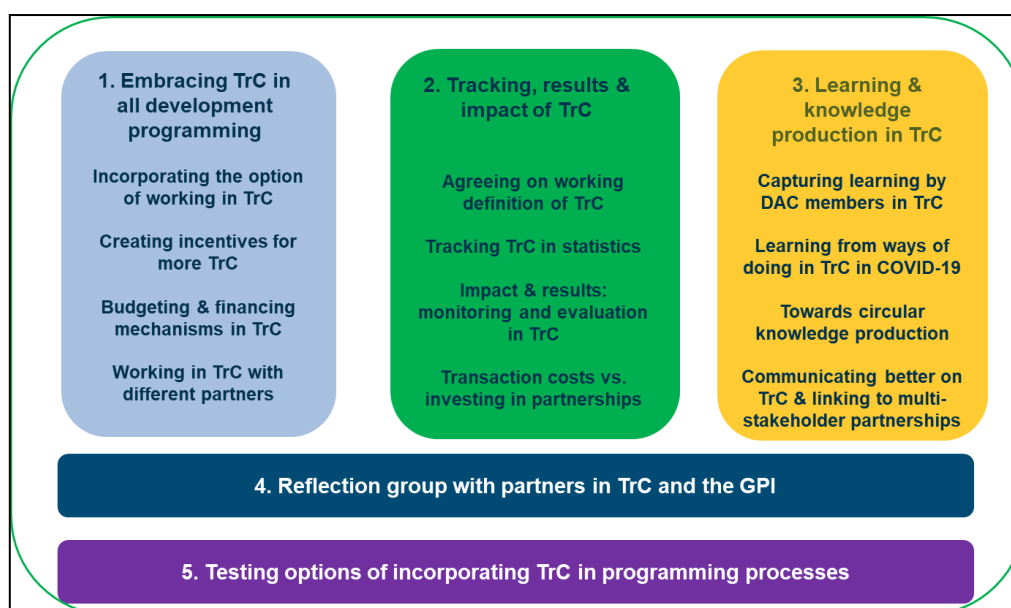 1. Embracing TrC in
all development
programming
Incorporating the option
of working in TrC
Creating incentives for
more TrC
Budgeting & financing
mechanisms in TrC
Working in TrC with
different partners
2. Tracking, results &
impact of TrC
Agreeing on working
definition of TrC
Tracking TrC in statistics
Impact & results:
monitoring and evaluation
in TrC
Transaction costs vs.
investing in partnerships
3. Learning &
knowledge
production in TrC
Capturing learning by
DAC members in TrC
Learning from ways of
doing in TrC in COVID-19
Towards circular
knowledge production
Communicating better on
TrC & linking to multi-
stakeholder partnerships
4. Reflection group with partners in TrC and the GPI
5. Testing options of incorporating TrC in programming processes